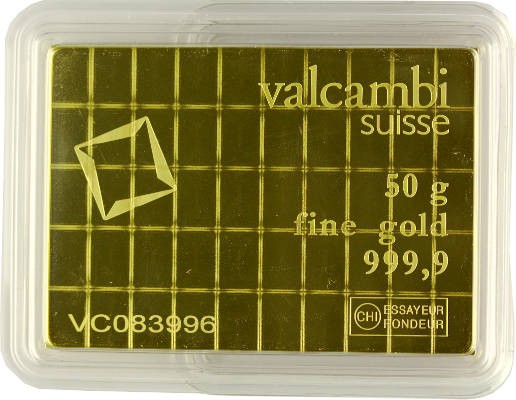 valcambi
suisse
50 g
fine gold
999,9
VC083996
CHI ESSAYEUR
FONDEUR